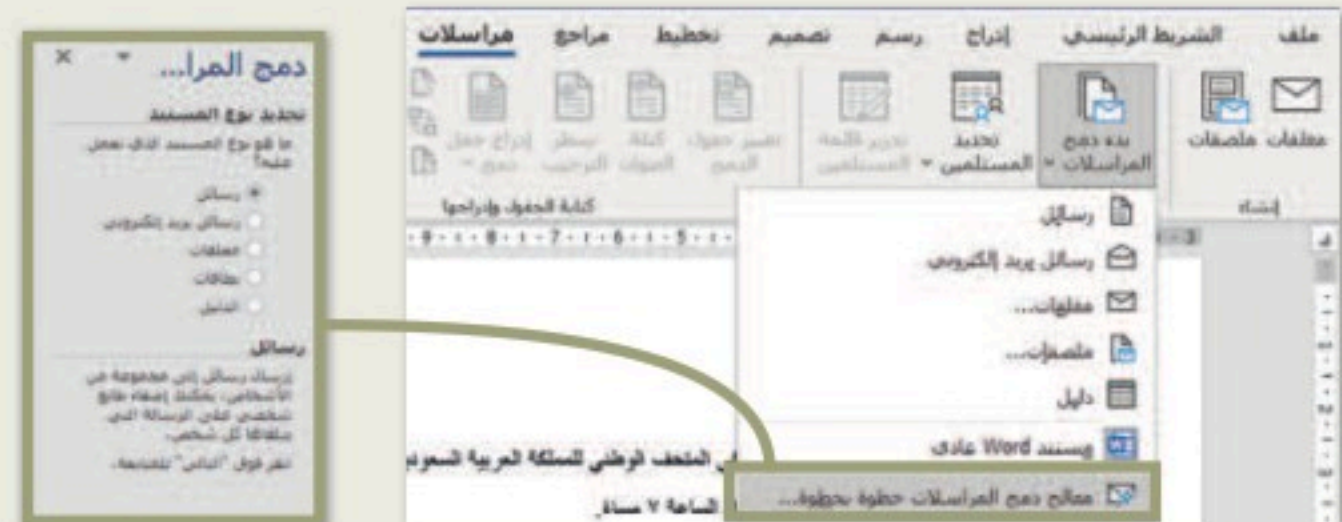 ملف الشريط الرئيسي إدراج رسم تصميم تخطيط مراجع مراسلات
مغلفات ملصقات
بدء دمج
المراسلات
تحديد
المستلمين
تحرير قائمة
المستلمين
تمييز حقول
الدمج
كتلة
العنوان
سطر
الترحيب
إدراج حقل
دمج
إنشاء
كتابة الحقول وإدراجها
رسائل
رسائل بريد إلكتروني
مغلفات...
ملصقات...
دليل
مستند Word عادي
معالج دمج المراسلات خطوة بخطوة...
المتحف الوطني للمملكة العربية
الساعة ٧ مساءً
دمج المرا...
تحديد نوع المستند
ما هو نوع المستند الذي تعمل
عليه؟
رسائل
رسائل بريد إلكتروني
مغلفات
بطاقات
الدليل
رسائل
إرسال رسائل إلى مجموعة من
الأشخاص. يمكنك إضفاء طابع
شخصي على الرسالة التي
يتلقاها كل شخص.
انقر فوق "التالي" للمتابعة.